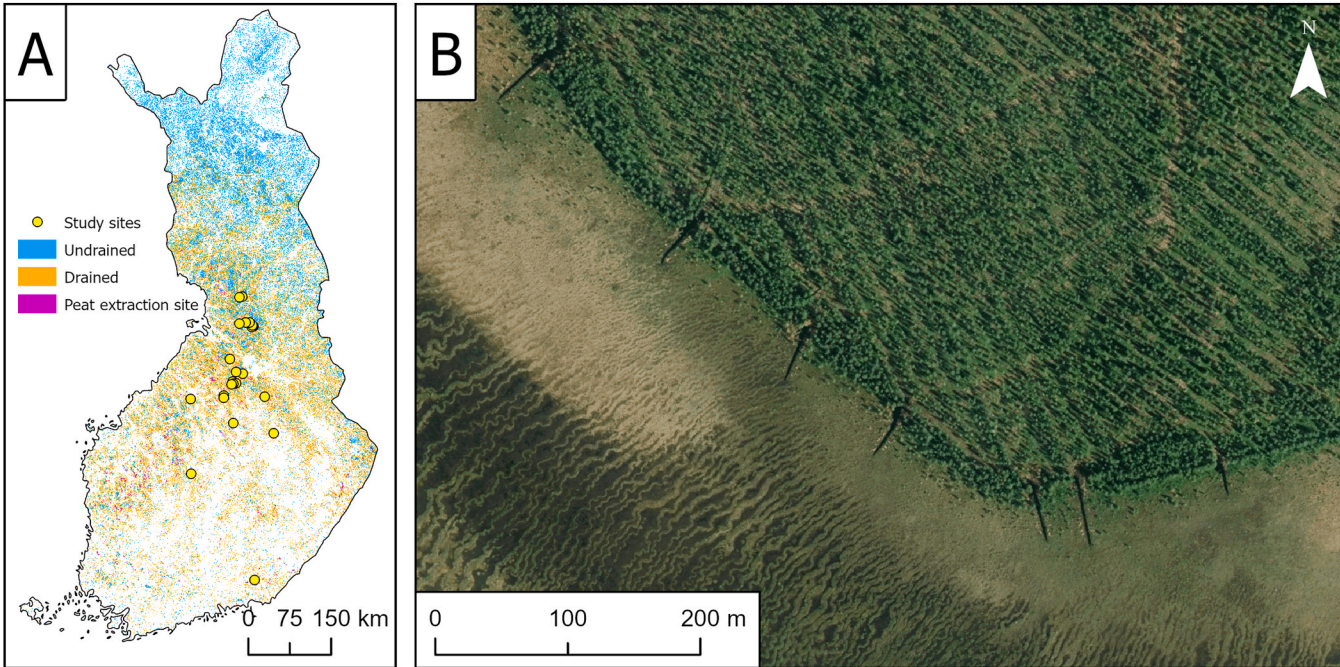 A
Study sites
Undrained
Drained
Peat extraction site
0 75 150 km
B
N
0 100 200 m